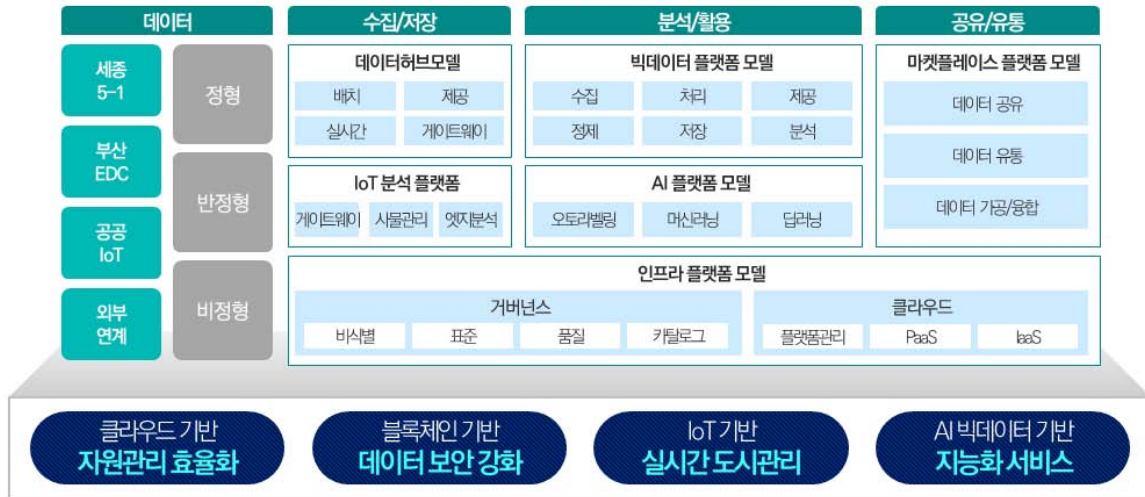 데이터
수집/저장
분석/활용
공유/유통
세종
5-1
부산
EDC
공공
IoT
외부
연계
정형
반정형
비정형
데이터허브모델
배치
제공
실시간
게이트웨이
IoT 분석 플랫폼
게이트웨이
사물관리
엣지분석
빅데이터 플랫폼 모델
수집
처리
제공
정제
저장
분석
AI 플랫폼 모델
오토라벨링
머신러닝
딥러닝
마켓플레이스 플랫폼 모델
데이터 공유
데이터 유통
데이터 가공/융합
인프라 플랫폼 모델
거버넌스
비식별
표준
품질
카탈로그
클라우드
플랫폼관리
PaaS
IaaS
클라우드 기반
자원관리 효율화
블록체인 기반
데이터 보안 강화
IoT 기반
실시간 도시관리
AI 빅데이터 기반
지능화 서비스